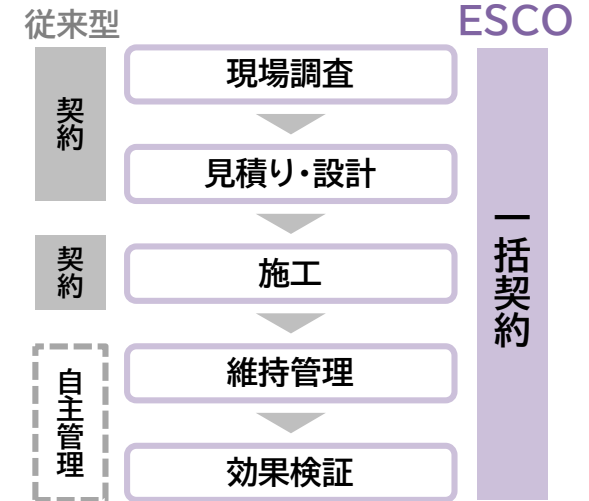 従来型
ESCO
契約
現場調査
見積り・設計
契約
施工
自主管理
維持管理
効果検証
一括契約